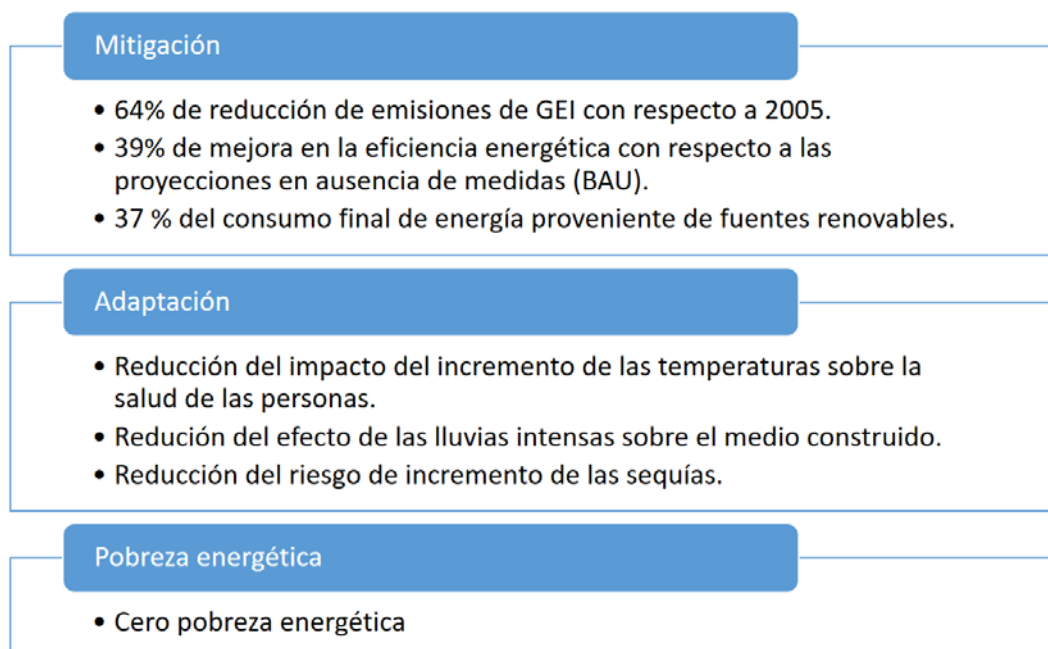 Mitigación
• 64% de reducción de emisiones de GEI con respecto a 2005.
• 39% de mejora en la eficiencia energética con respecto a las
proyecciones en ausencia de medidas (BAU).
• 37 % del consumo final de energía proveniente de fuentes renovables.
Adaptación
• Reducción del impacto del incremento de las temperaturas sobre la
salud de las personas.
• Redución del efecto de las lluvias intensas sobre el medio construido.
• Reducción del riesgo de incremento de las sequías.
Pobreza energética
• Cero pobreza energética